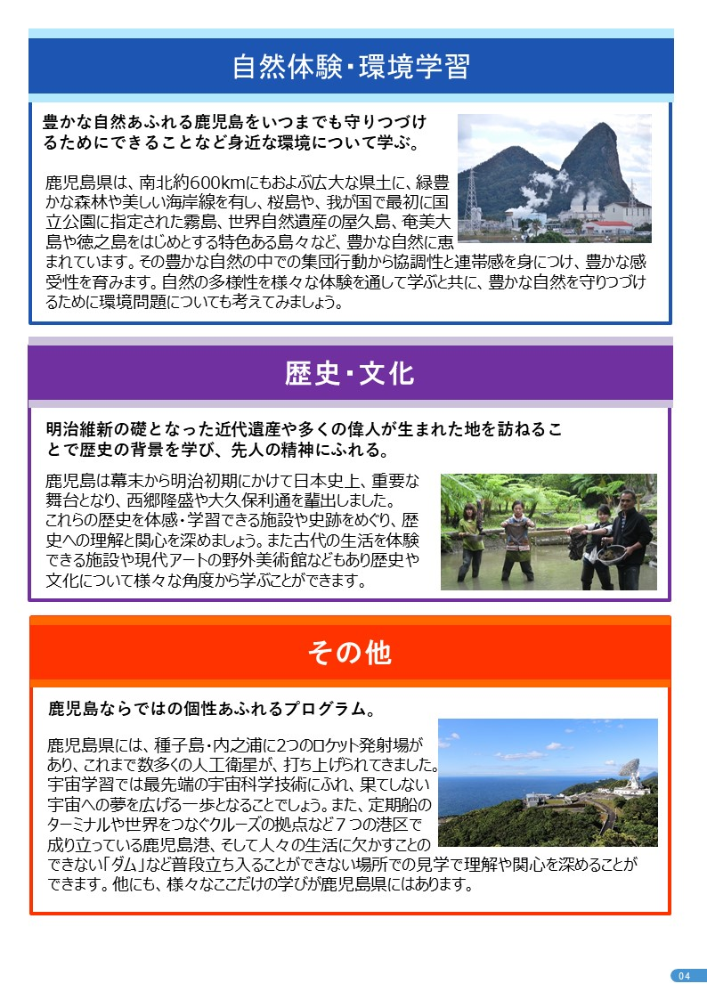 自然体験・環境学習
豊かな自然あふれる鹿児島をいつまでも守りつづけ
るためにできることなど身近な環境について学ぶ。
鹿児島県は、南北約600kmにもおよぶ広大な県土に、緑豊
かな森林や美しい海岸線を有し、桜島や、我が国で最初に国
立公園に指定された霧島、世界自然遺産の屋久島、奄美大
島や徳之島をはじめとする特色ある島々など、豊かな自然に恵
まれています。その豊かな自然の中での集団行動から協調性と連帯感を身につけ、豊かな感
受性を育みます。自然の多様性を様々な体験を通して学ぶと共に、豊かな自然を守りつづけ
るために環境問題についても考えてみましょう。
歴史・文化
明治維新の礎となった近代遺産や多くの偉人が生まれた地を訪ねるこ
とで歴史の背景を学び、先人の精神にふれる。
鹿児島は幕末から明治初期にかけて日本史上、重要な
舞台となり、西郷隆盛や大久保利通を輩出しました。
これらの歴史を体感・学習できる施設や史跡をめぐり、歴
史への理解と関心を深めましょう。また古代の生活を体験
できる施設や現代アートの野外美術館などもあり歴史や
文化について様々な角度から学ぶことができます。
その他
鹿児島ならではの個性あふれるプログラム。
鹿児島県には、種子島・内之浦に2つのロケット発射場が
あり、これまで数多くの人工衛星が、打ち上げられてきました。
宇宙学習では最先端の宇宙科学技術にふれ、果てしない
宇宙への夢を広げる一歩となることでしょう。また、定期船の
ターミナルや世界をつなぐクルーズの拠点など７つの港区で
成り立っている鹿児島港、そして人々の生活に欠かすことの
できない「ダム」など普段立ち入ることができない場所での見学で理解や関心を深めることが
できます。他にも、様々なここだけの学びが鹿児島県にはあります。
04